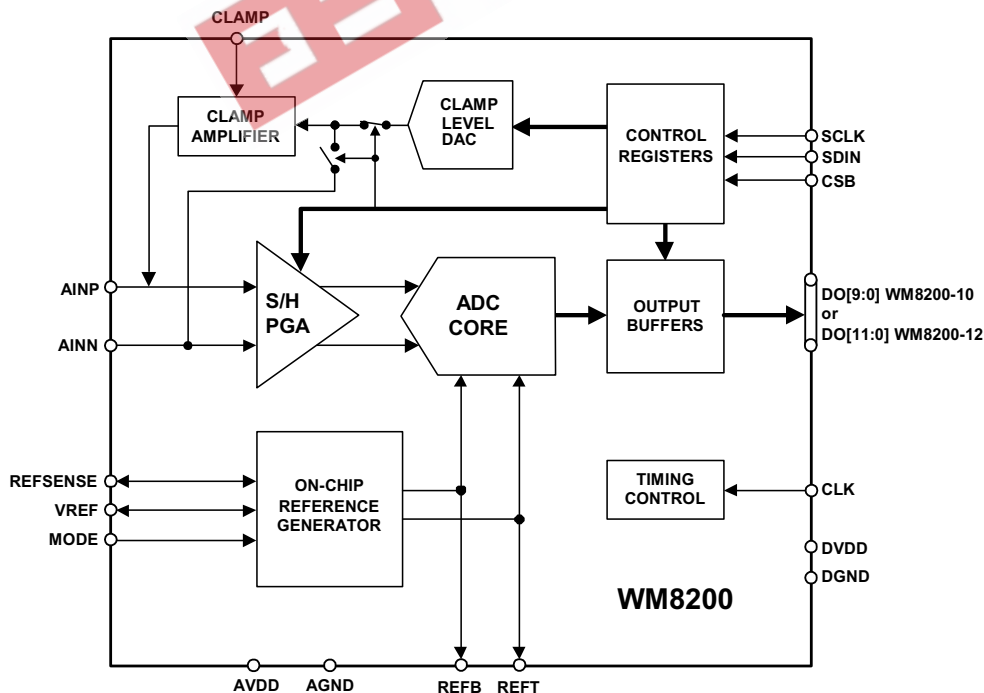 CLAMP
CLAMP
AMPLIFIER
CLAMP
LEVEL
DAC
CONTROL
REGISTERS
SCLK
SDIN
CSB
AINP
AINN
S/H
PGA
ADC
CORE
OUTPUT
BUFFERS
DO[9:0] WM8200-10
or
DO[11:0] WM8200-12
REFSENSE
VREF
MODE
ON-CHIP
REFERENCE
GENERATOR
TIMING
CONTROL
CLK
DVDD
DGND
WM8200
AVDD
AGND
REFB
REFT